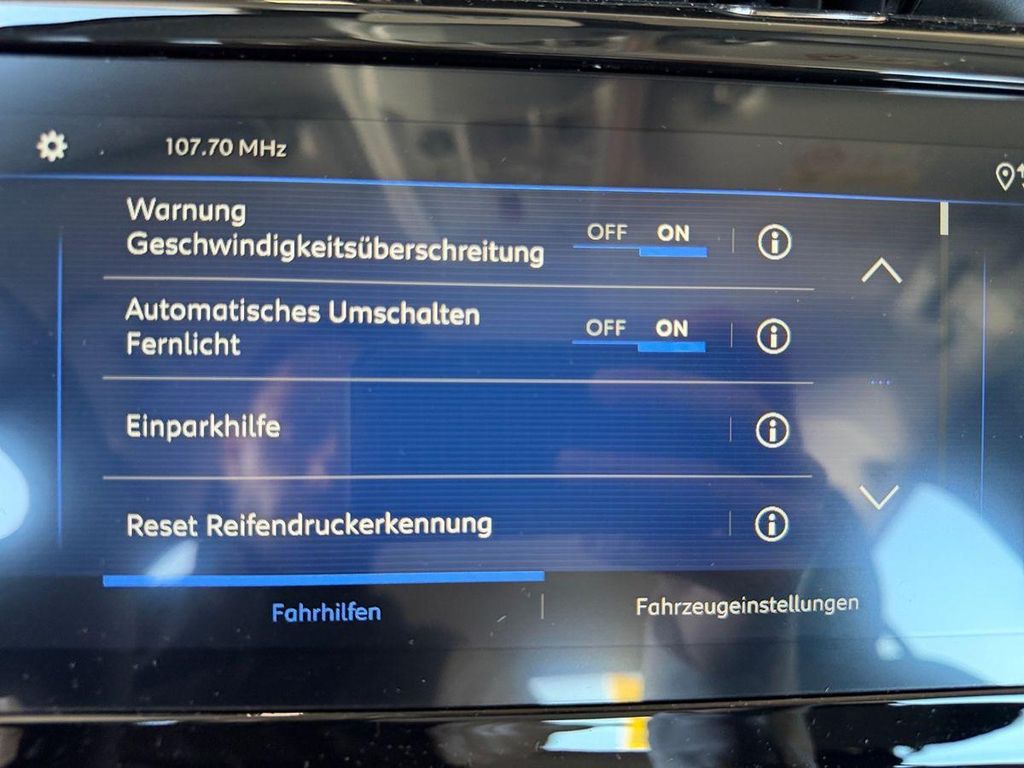 107.70 MHz
Warnung
Geschwindigkeitsüberschreitung
OFF ON
Automatisches Umschalten
Fernlicht
OFF ON
Einparkhilfe
Reset Reifendruckerkennung
Fahrhilfen
Fahrzeugeinstellungen